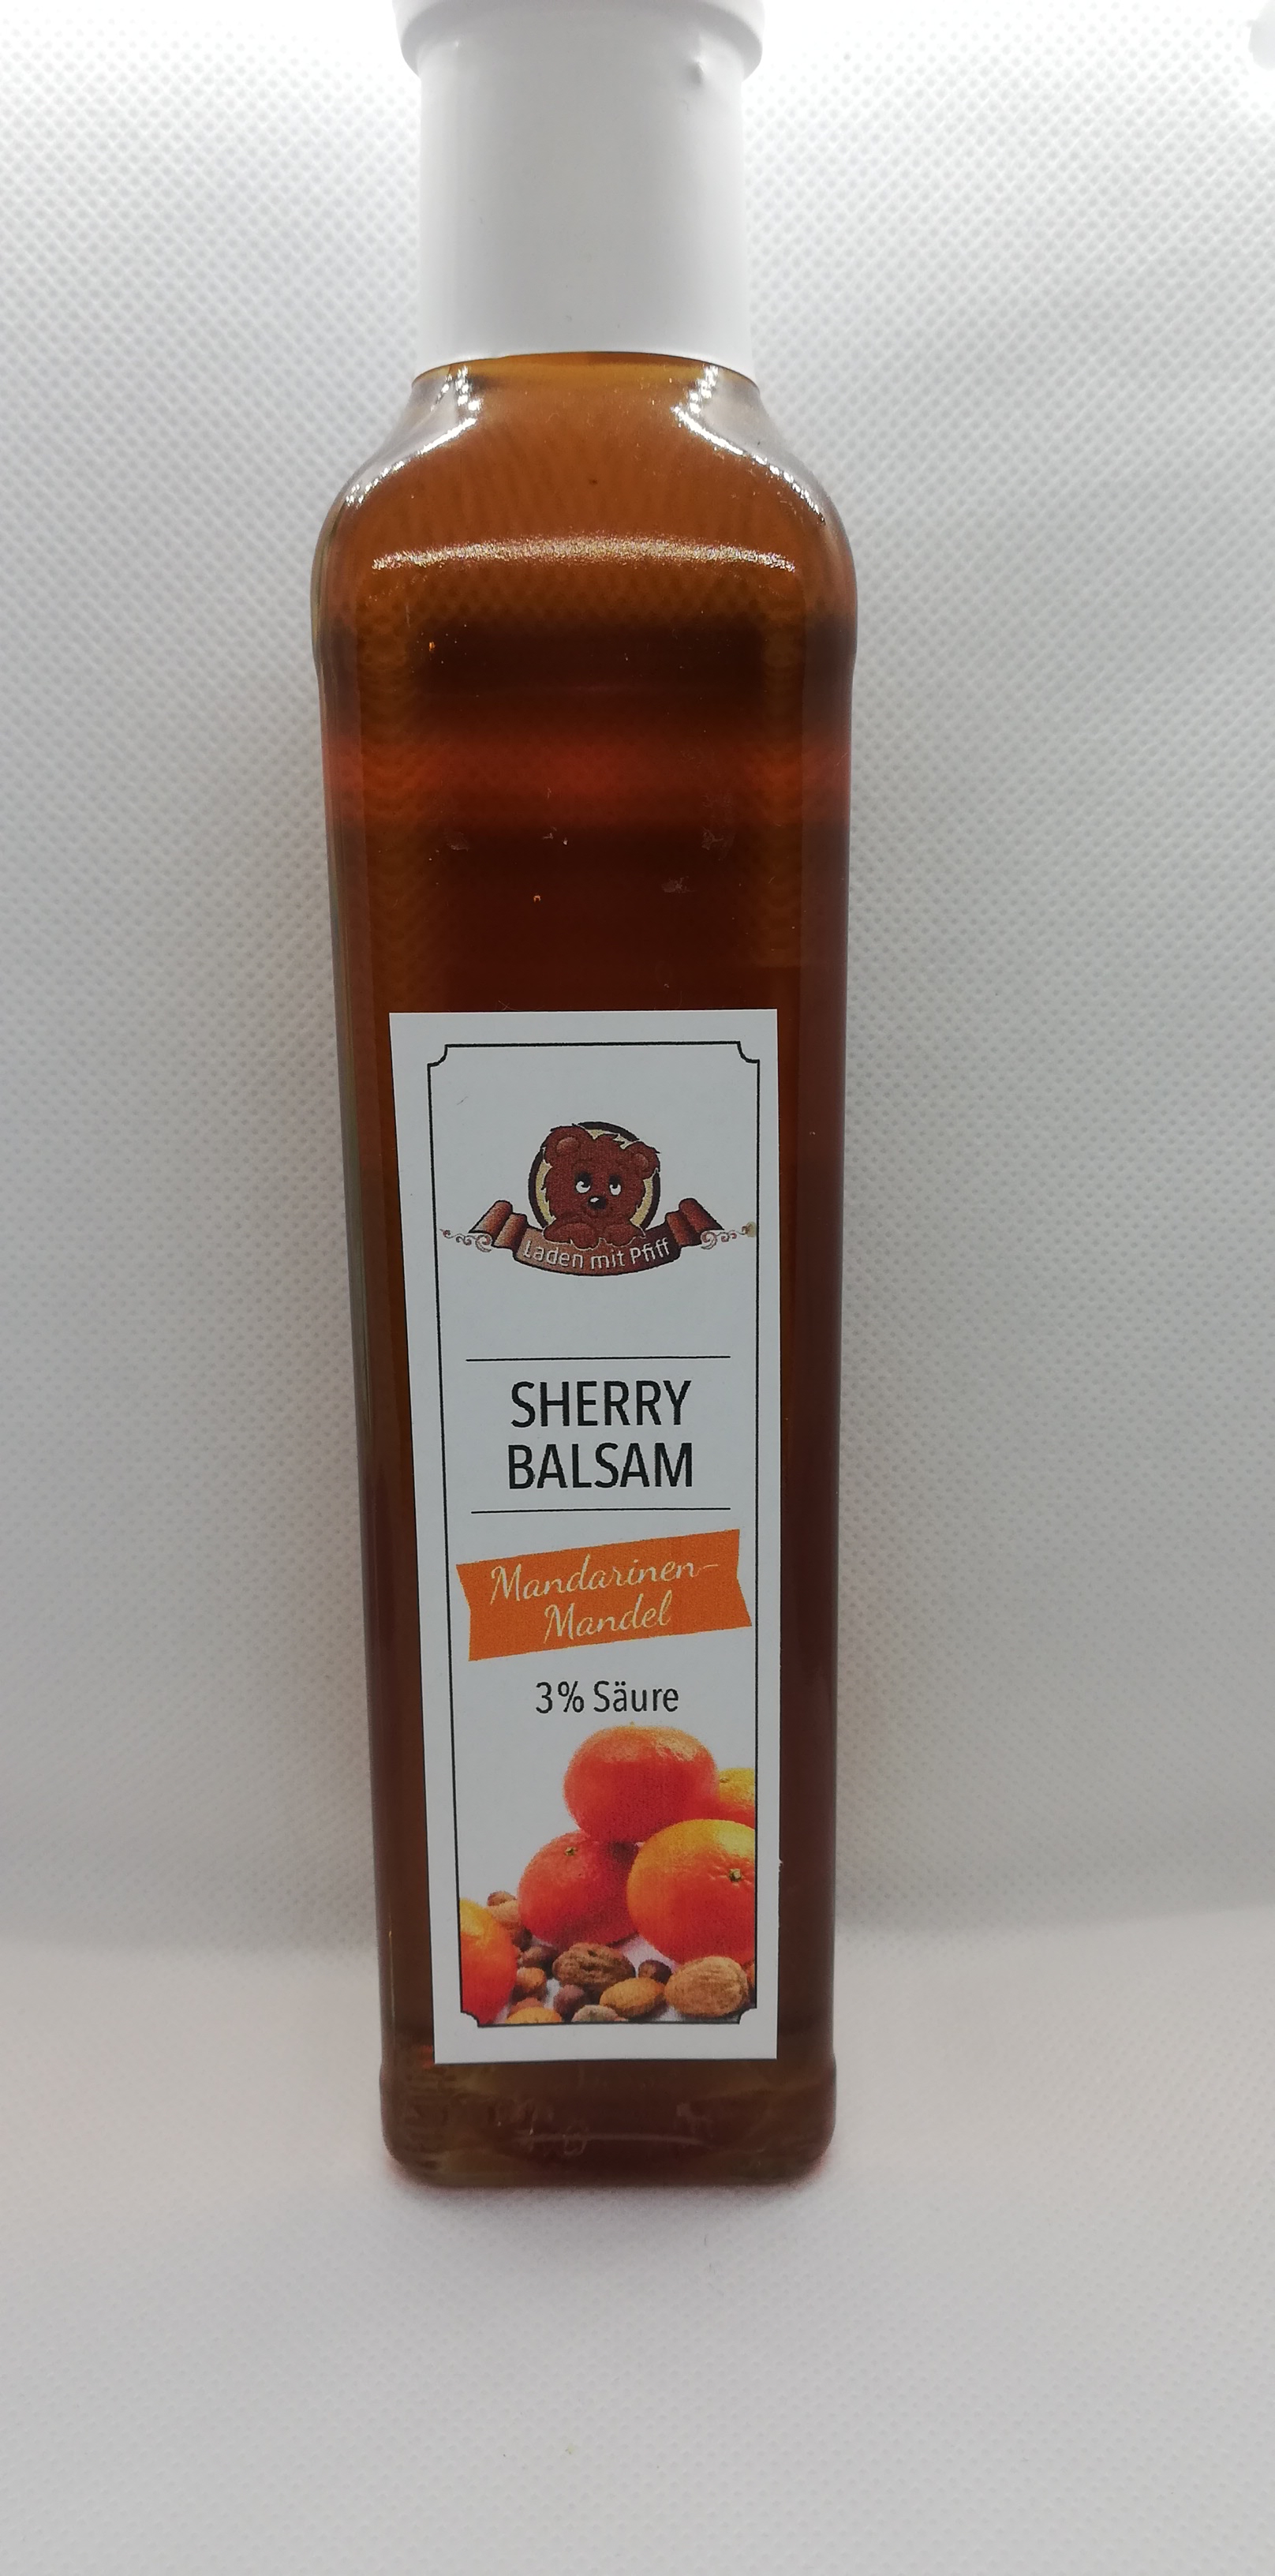 Laden mit Pfiff
SHERRY
BALSAM
Mandarinen-
Mandel
3% Säure